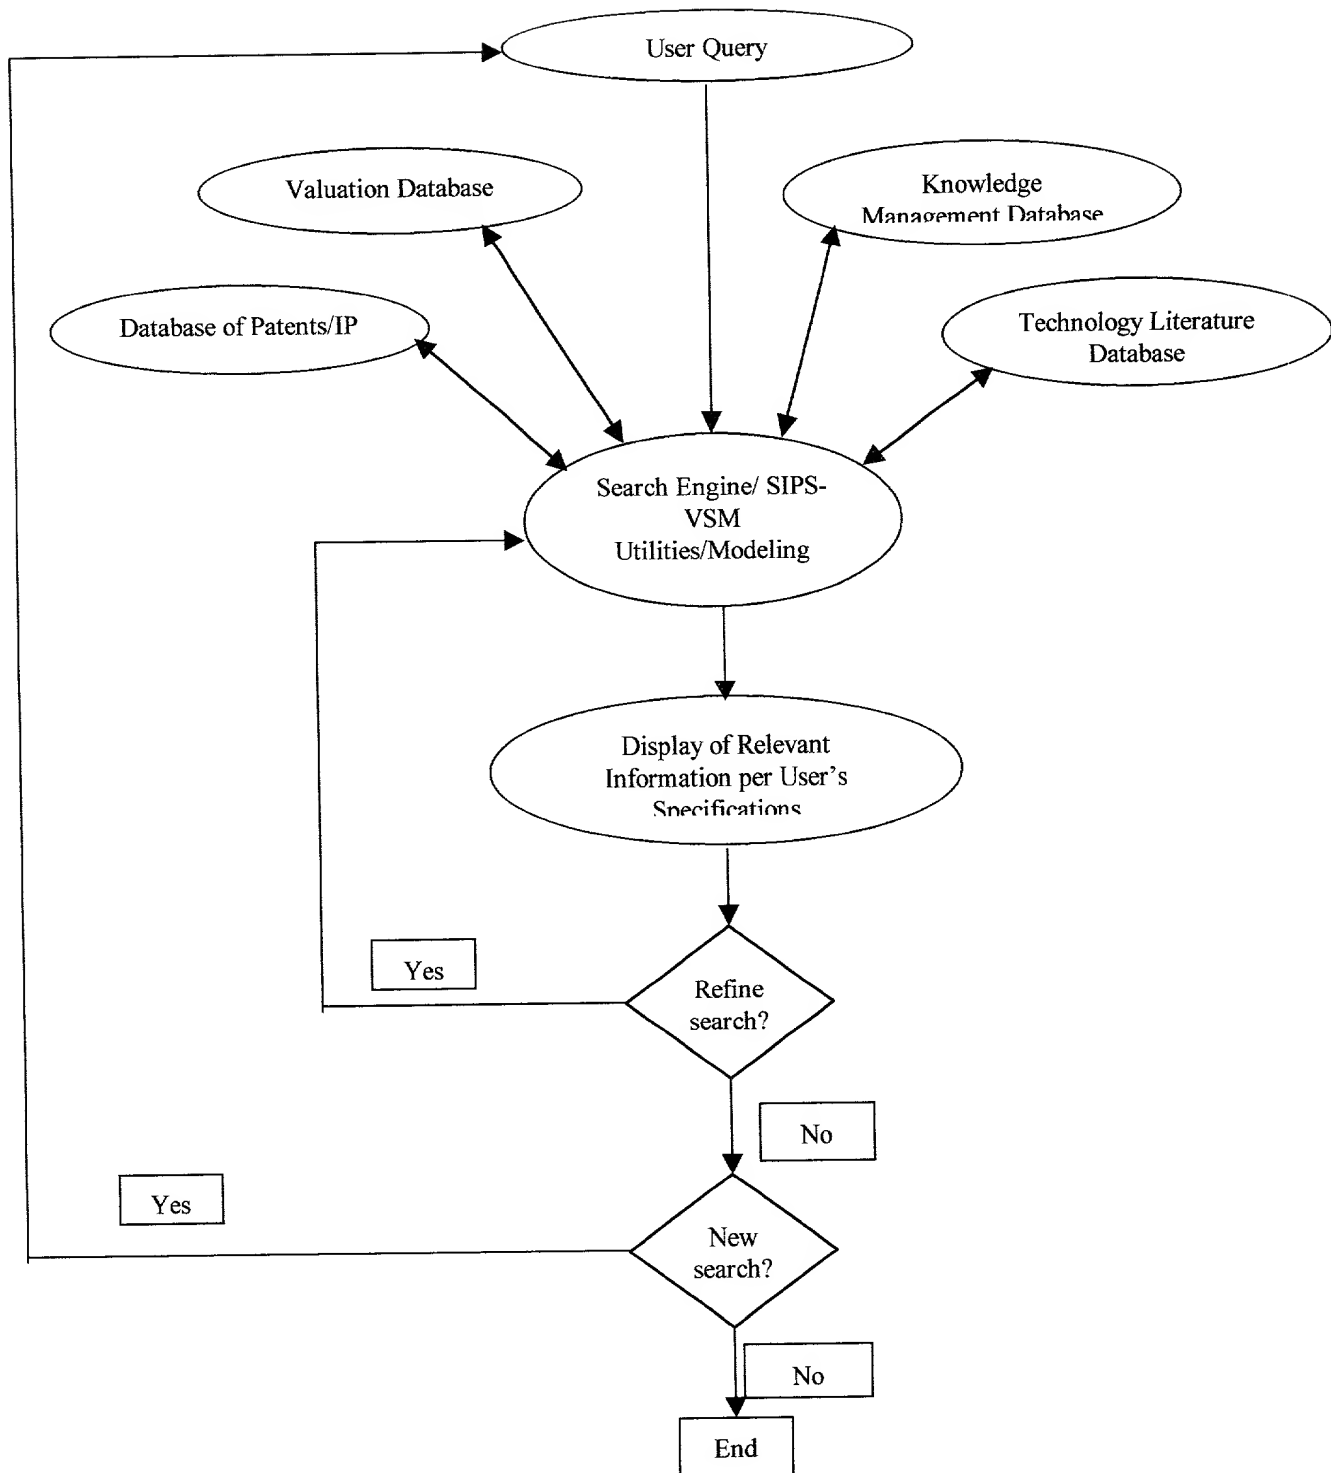 User Query
Valuation Database
Knowledge
Management Database
Database of Patents/IP
Technology Literature
Database
Search Engine/ SIPS-
VSM
Utilities/Modeling
Display of Relevant
Information per User’s
Specifications
Yes
Refine
search?
No
Yes
New
search?
No
End